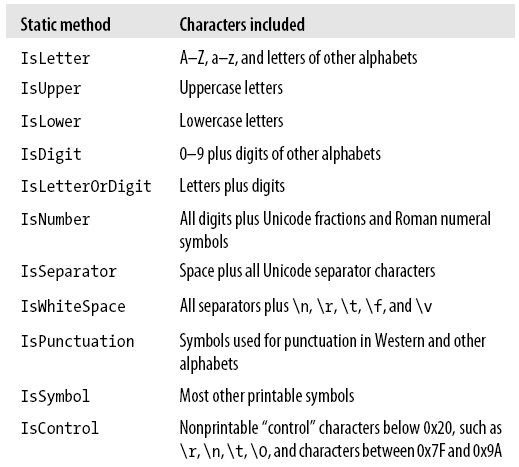 Static method Characters included
IsLetter A–Z, a–z, and letters of other alphabets
IsUpper Uppercase letters
IsLower Lowercase letters
IsDigit 0–9 plus digits of other alphabets
IsLetterOrDigit Letters plus digits
IsNumber All digits plus Unicode fractions and Roman numeral
symbols
IsSeparator Space plus all Unicode separator characters
IsWhiteSpace All separators plus \n, \r, \t, \f, and \v
IsPunctuation Symbols used for punctuation in Western and other
alphabets
IsSymbol Most other printable symbols
IsControl Nonprintable “control” characters below 0x20, such as
\r, \n, \t, \0, and characters between 0x7F and 0x9A